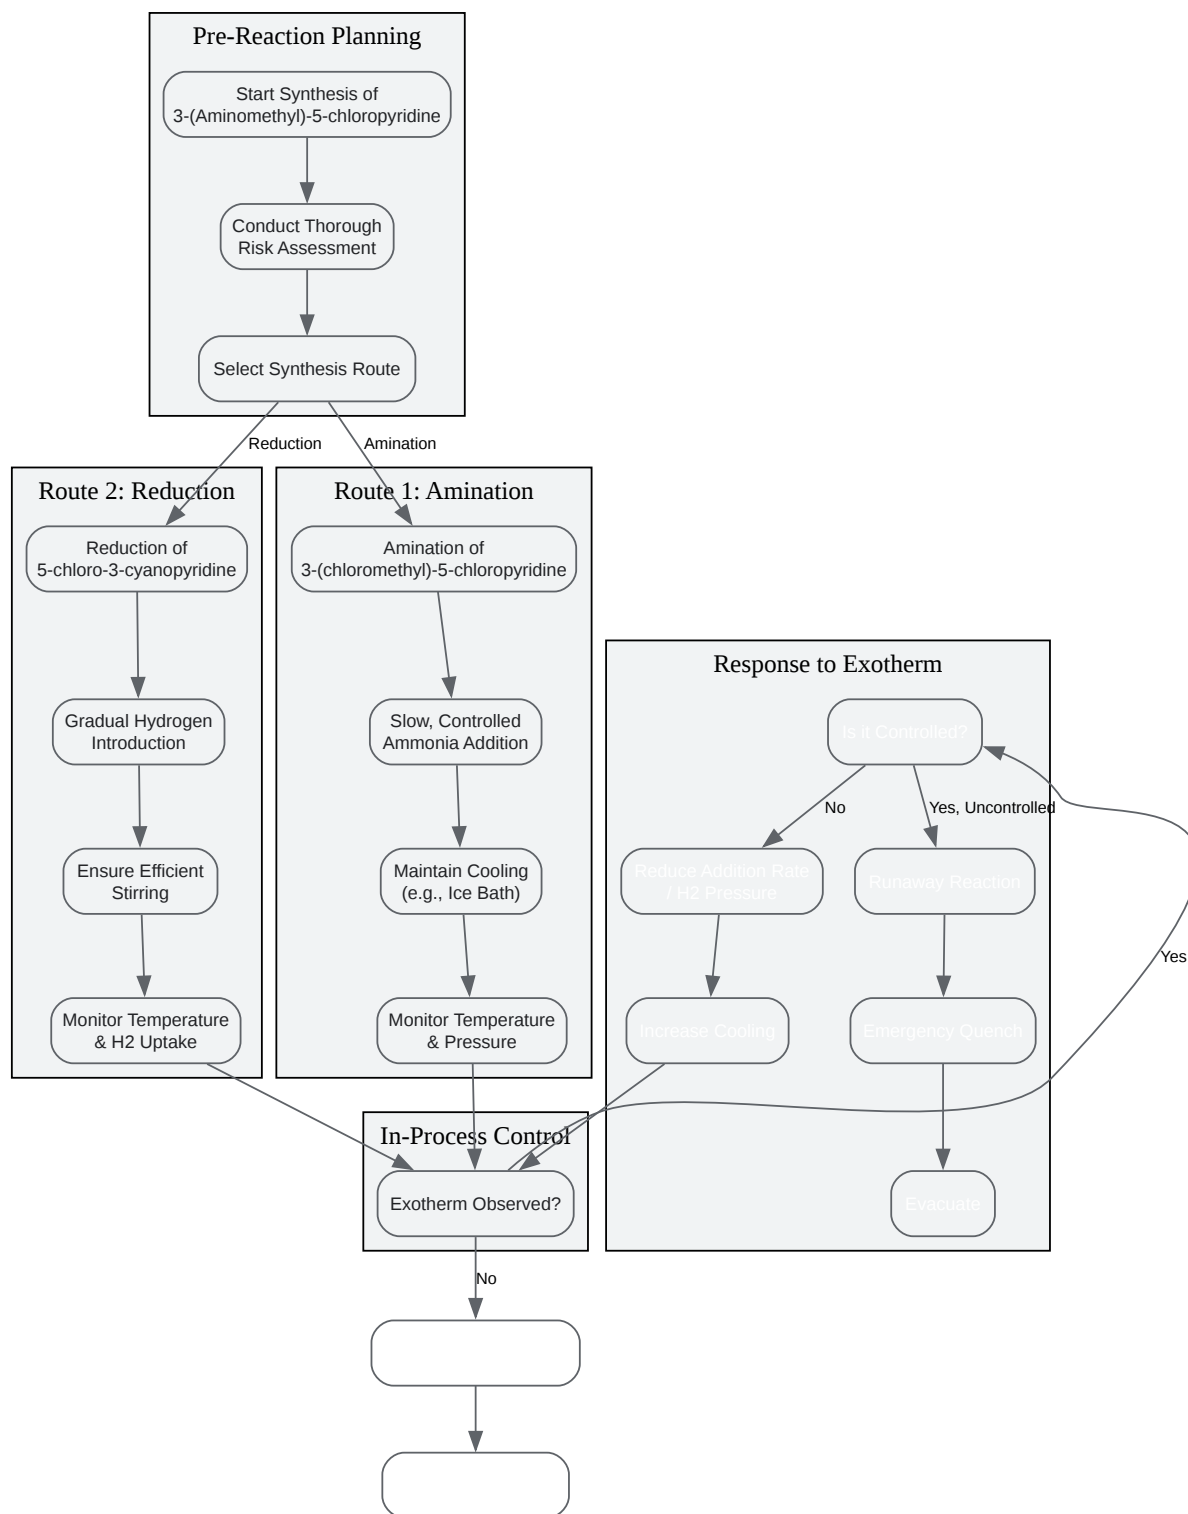 Pre-Reaction Planning
Start Synthesis of
3-(Aminomethyl)-5-chloropyridine
Conduct Thorough
Risk Assessment
Select Synthesis Route
Reduction
Amination
Route 2: Reduction
Reduction of
5-chloro-3-cyanopyridine
Gradual Hydrogen
Introduction
Ensure Efficient
Stirring
Monitor Temperature
& H2 Uptake
Route 1: Amination
Amination of
3-(chloromethyl)-5-chloropyridine
Slow, Controlled
Ammonia Addition
Maintain Cooling
(e.g., Ice Bath)
Monitor Temperature
& Pressure
Response to Exotherm
Is it Controlled?
No
Yes, Uncontrolled
Reduce Addition Rate
/ H2 Pressure
Runaway Reaction
Increase Cooling
Emergency Quench
Evacuate
Yes
In-Process Control
Exotherm Observed?
No